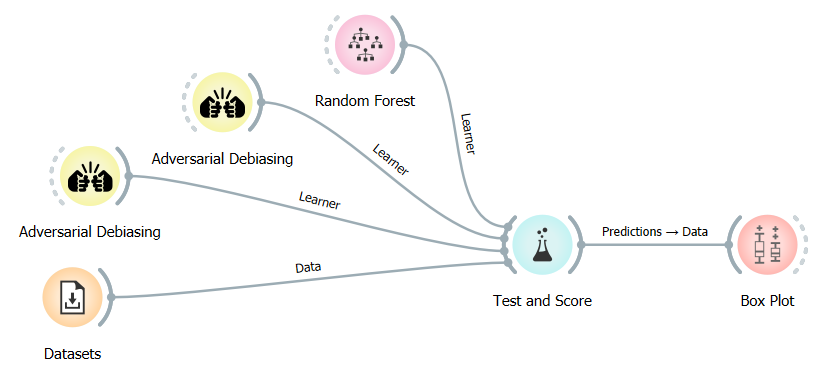 Random Forest
Learner
Adversarial Debiasing
Learner
Adversarial Debiasing
Learner
Datasets
Data
Test and Score
Predictions → Data
Box Plot